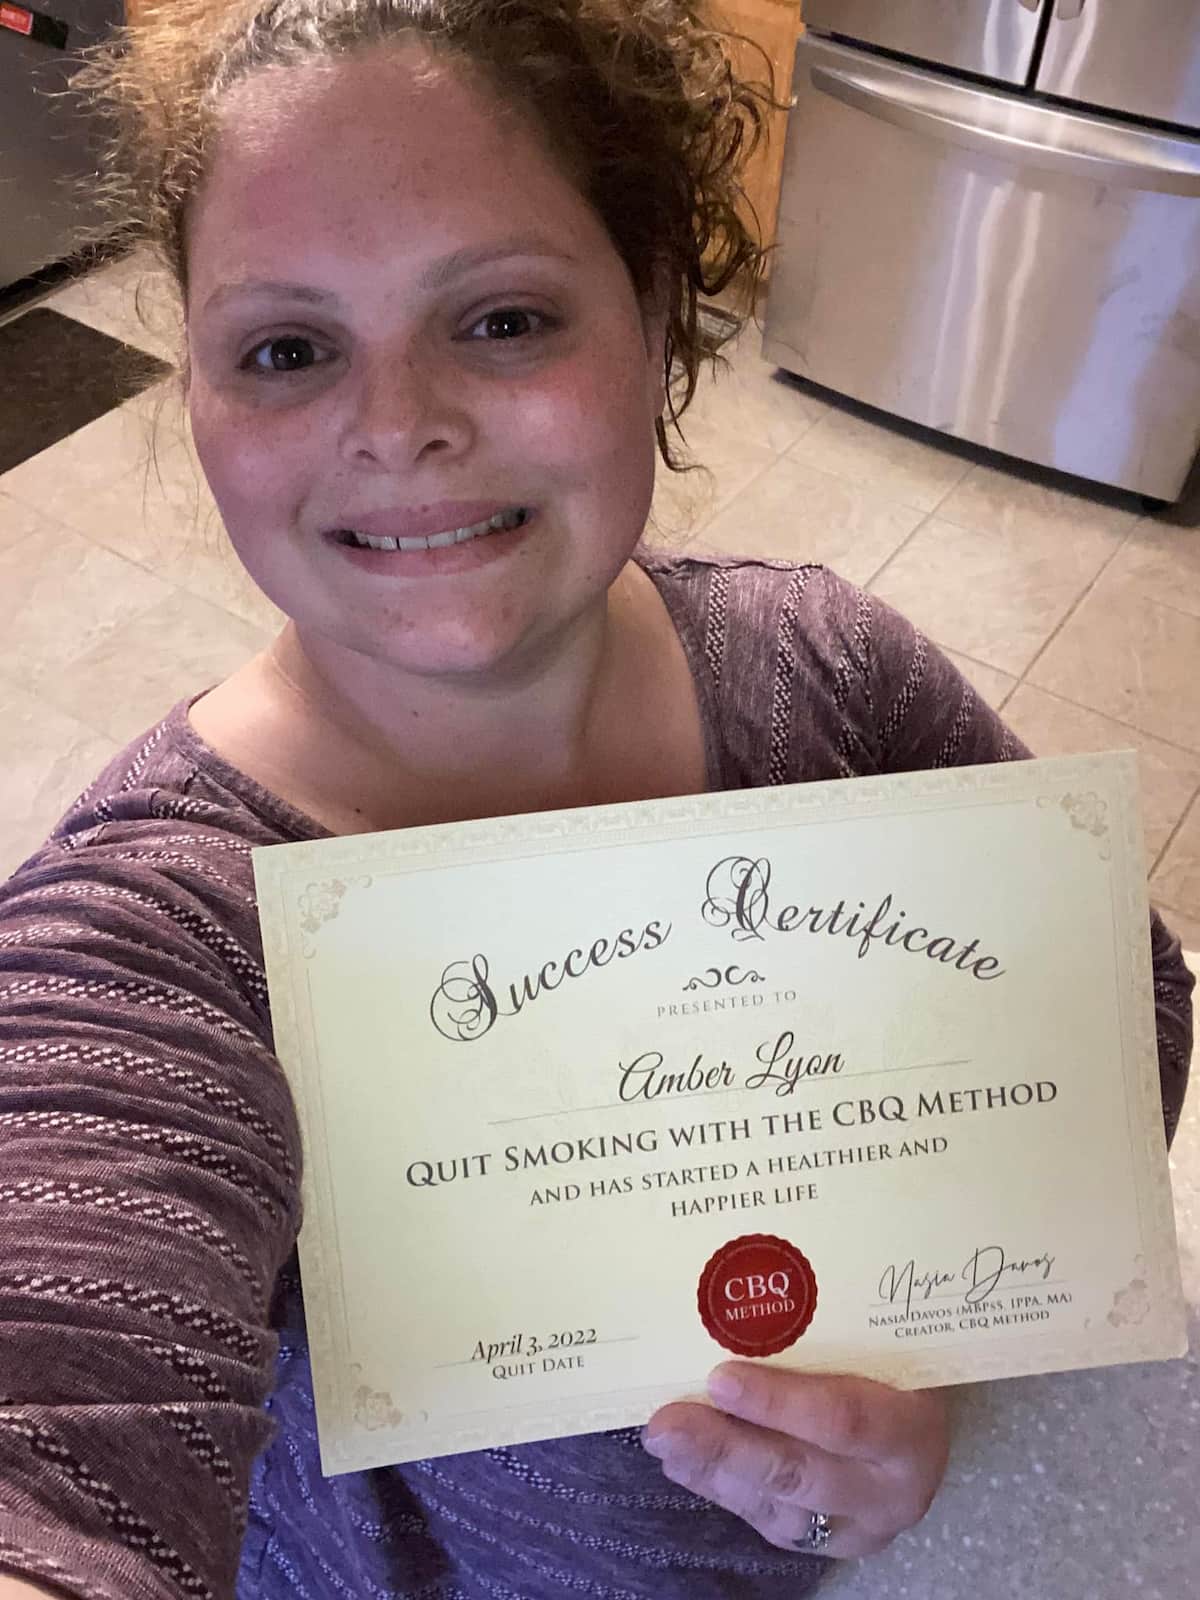 Success Certificate
PRESENTED TO
Amber Lyon
QUIT SMOKING WITH THE CBQ METHOD
AND HAS STARTED A HEALTHIER AND
HAPPIER LIFE
CBQ
METHOD
April 3, 2022
QUIT DATE
Nasia Davos
NASIA DAVOS (MBPSS, IPPA, MA)
CREATOR, CBQ METHOD